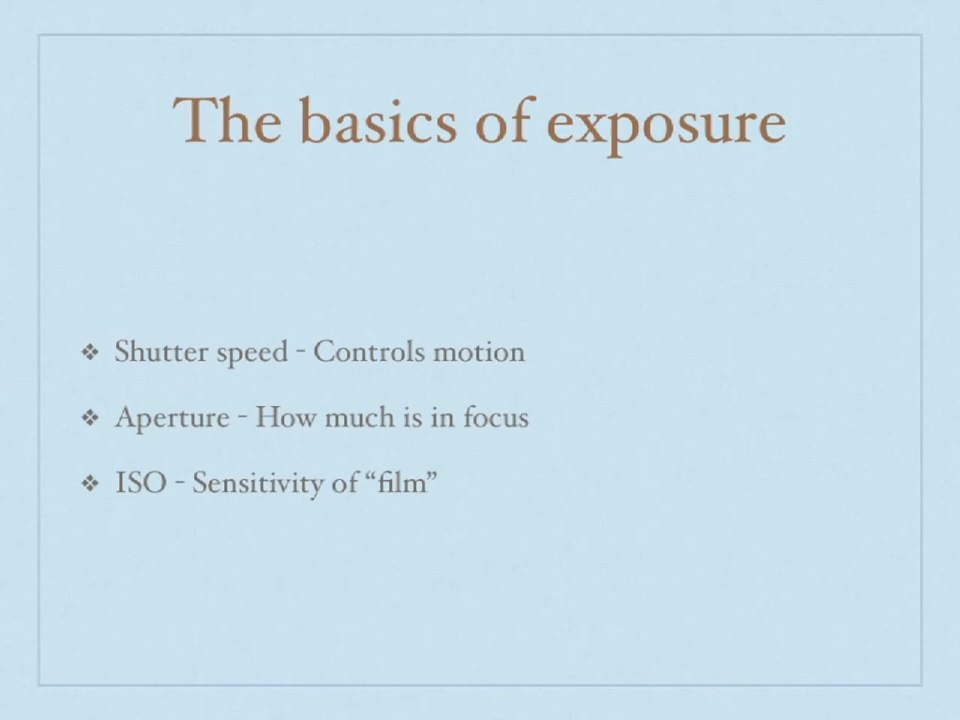 The basics of exposure
❖ Shutter speed - Controls motion
❖ Aperture - How much is in focus
❖ ISO - Sensitivity of “film”